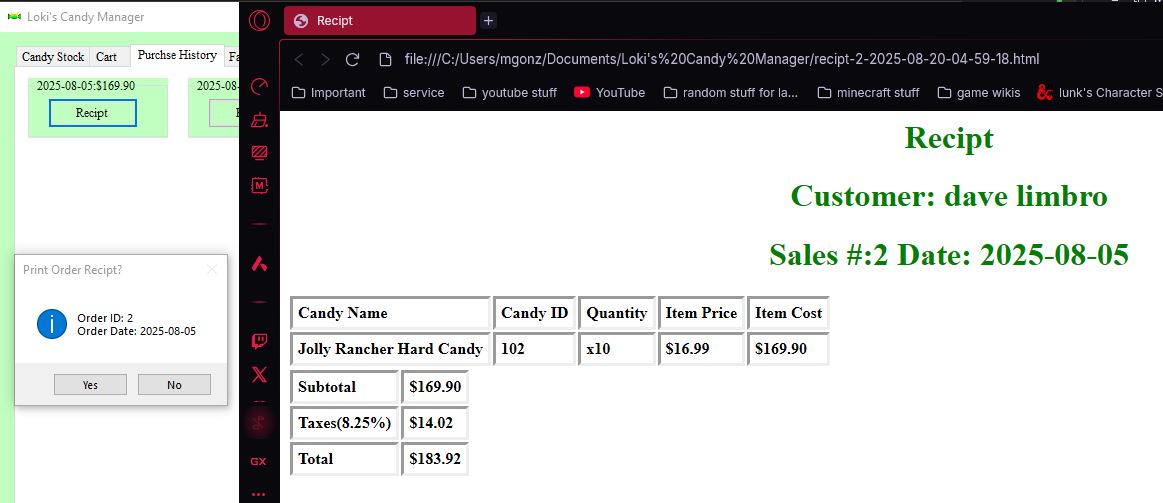 Loki's Candy Manager
Candy Stock
Cart
Purchse History
Fa
2025-08-05:$169.90
Recipt
2025-08-
Print Order Recipt?
Order ID: 2
Order Date: 2025-08-05
Yes
No
Recipt
file:///C:/Users/mgonz/Documents/Loki's%20Candy%20Manager/recipt-2-2025-08-20-04-59-18.html
Important
service
youtube stuff
YouTube
random stuff for la...
minecraft stuff
game wikis
lunk's Character S
M
GX
Recipt
Customer: dave limbro
Sales #:2 Date: 2025-08-05
Candy Name Candy ID Quantity Item Price Item Cost
Jolly Rancher Hard Candy 102 x10 $16.99 $169.90
Subtotal $169.90
Taxes(8.25%) $14.02
Total $183.92